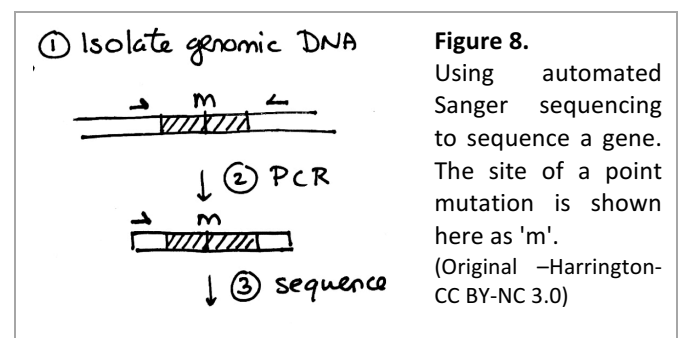 ① Isolate genomic DNA
m
② PCR
m
③ sequence
Figure 8.
Using automated
Sanger sequencing
to sequence a gene.
The site of a point
mutation is shown
here as 'm'.
(Original –Harrington-
CC BY-NC 3.0)